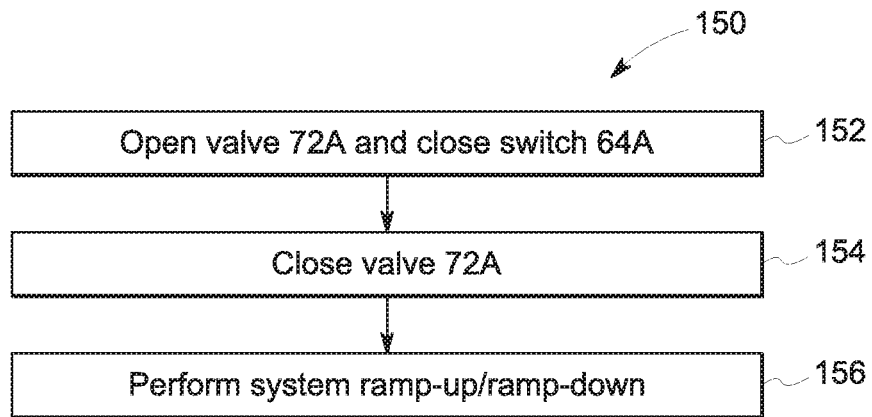 150
Open valve 72A and close switch 64A
152
Close valve 72A
154
Perform system ramp-up/ramp-down
156